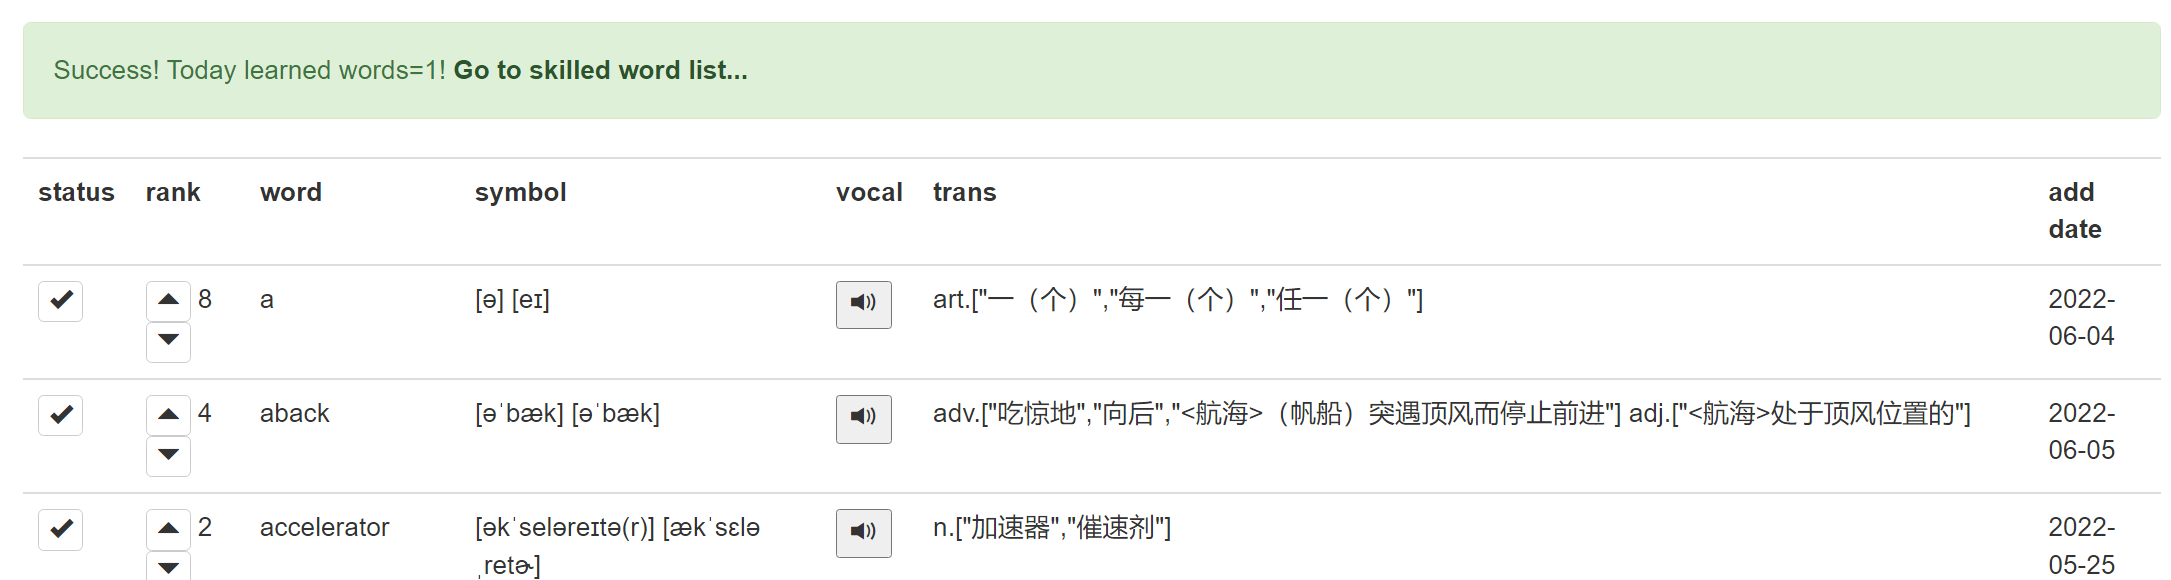 Success! Today learned words=1! Go to skilled word list...
status rank word symbol vocal trans add date
8 a [ə] [eɪ] art.["一（个）","每一（个）","任一（个）"] 2022-06-04
4 aback [əˈbæk] [əˈbæk] adv.["吃惊地","向后","<航海>（帆船）突遇顶风而停止前进"] adj.["<航海>处于顶风位置的"] 2022-06-05
2 accelerator [əkˈseləreɪtə(r)] [ækˈsɛləˌretɚ] n.["加速器","催速剂"] 2022-05-25